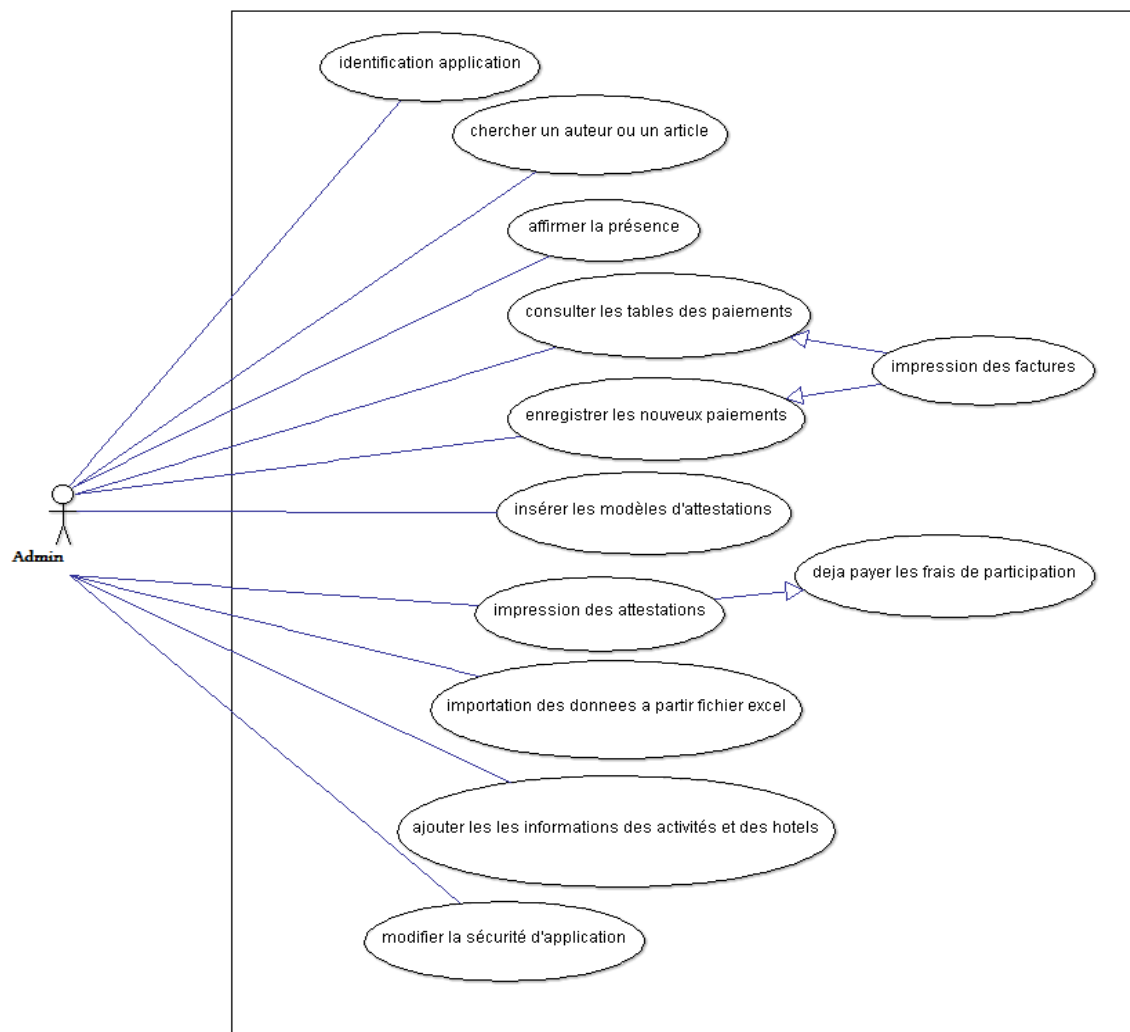 identification application
chercher un auteur ou un article
affirmer la présence
consulter les tables des paiements
impression des factures
enregistrer les nouveux paiements
insérer les modèles d'attestations
Admin
deja payer les frais de participation
impression des attestations
importation des donnees a partir fichier excel
ajouter les les informations des activités et des hotels
modifier la sécurité d'application